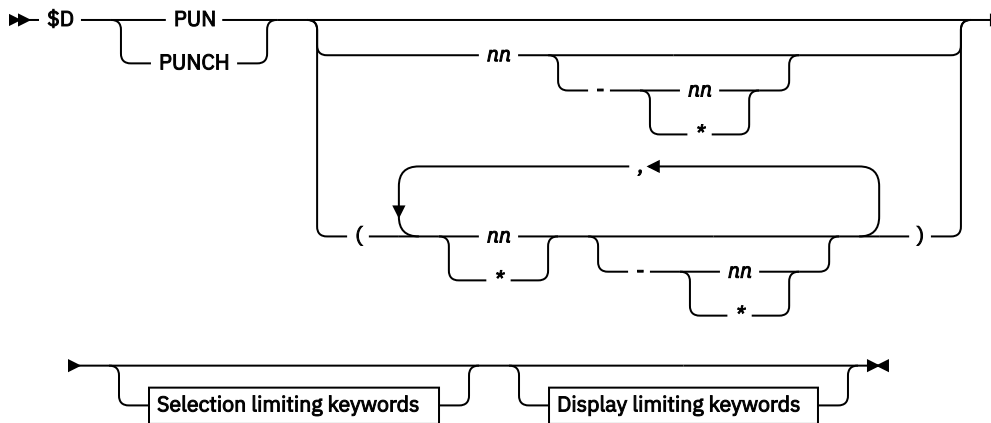 $D PUN
PUNCH
nn
- nn
*
,
( nn )
*
- nn
*
Selection limiting keywords Display limiting keywords